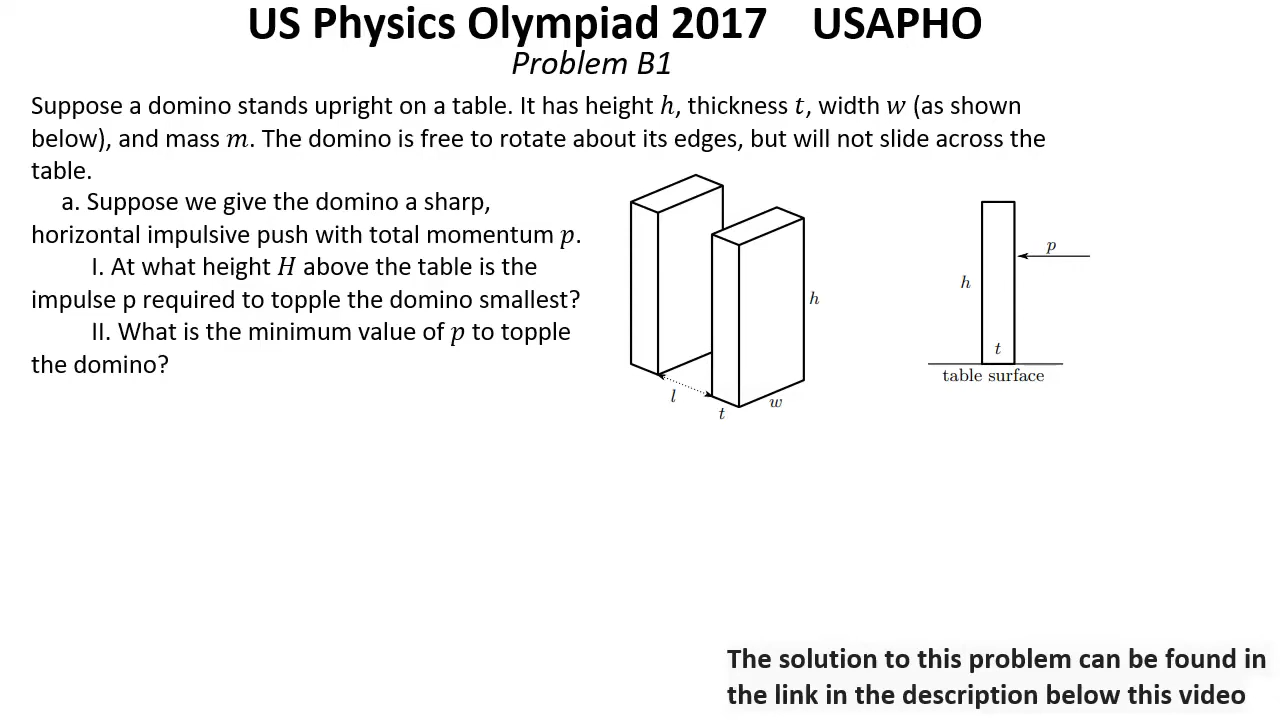 US Physics Olympiad 2017 USAPHO
Problem B1
Suppose a domino stands upright on a table. It has height h, thickness t, width w (as shown
below), and mass m. The domino is free to rotate about its edges, but will not slide across the
table.
a. Suppose we give the domino a sharp,
horizontal impulsive push with total momentum p.
I. At what height H above the table is the
impulse p required to topple the domino smallest?
II. What is the minimum value of p to topple
the domino?
h
l
t
w
p
h
t
table surface
The solution to this problem can be found in
the link in the description below this video